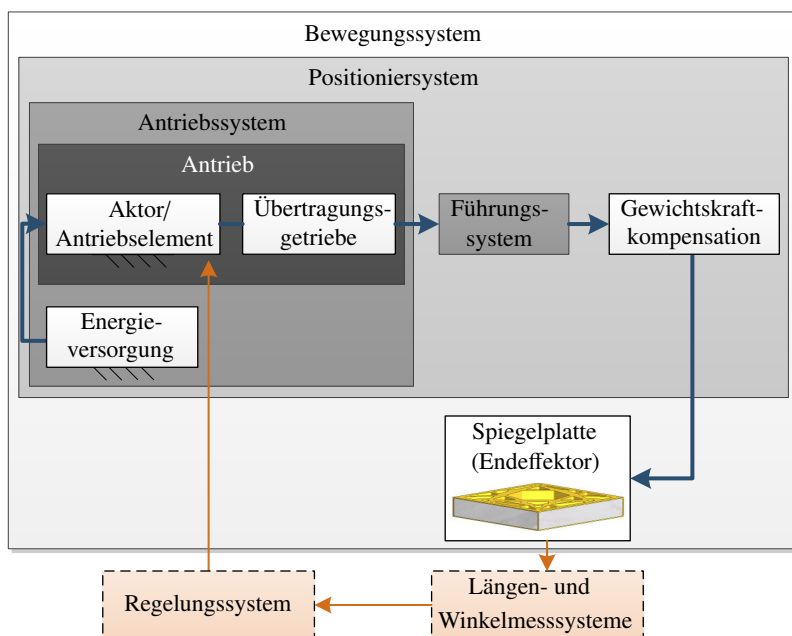 Bewegungssystem
Positioniersystem
Antriebssystem
Antrieb
Aktor/
Antriebselement
Übertragungs-
getriebe
Führungs-
system
Gewichtskraft-
kompensation
Energie-
versorgung
Spiegelplatte
(Endeffektor)
Regelungssystem
Längen- und
Winkelmesssysteme